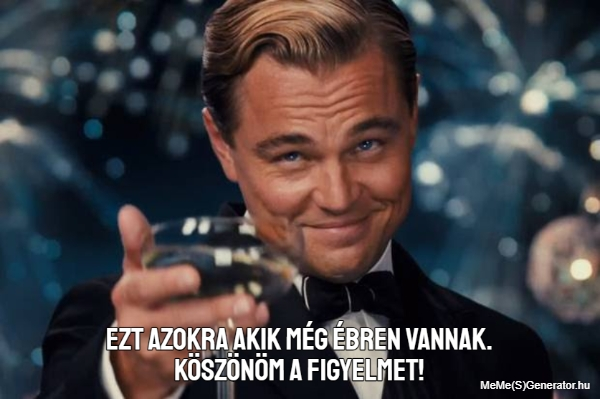 EZT AZOKRA AKIK MÉG ÉBREN VANNAK.
KÖSZÖNÖM A FIGYELMET!
MeMe(S)Generator.hu